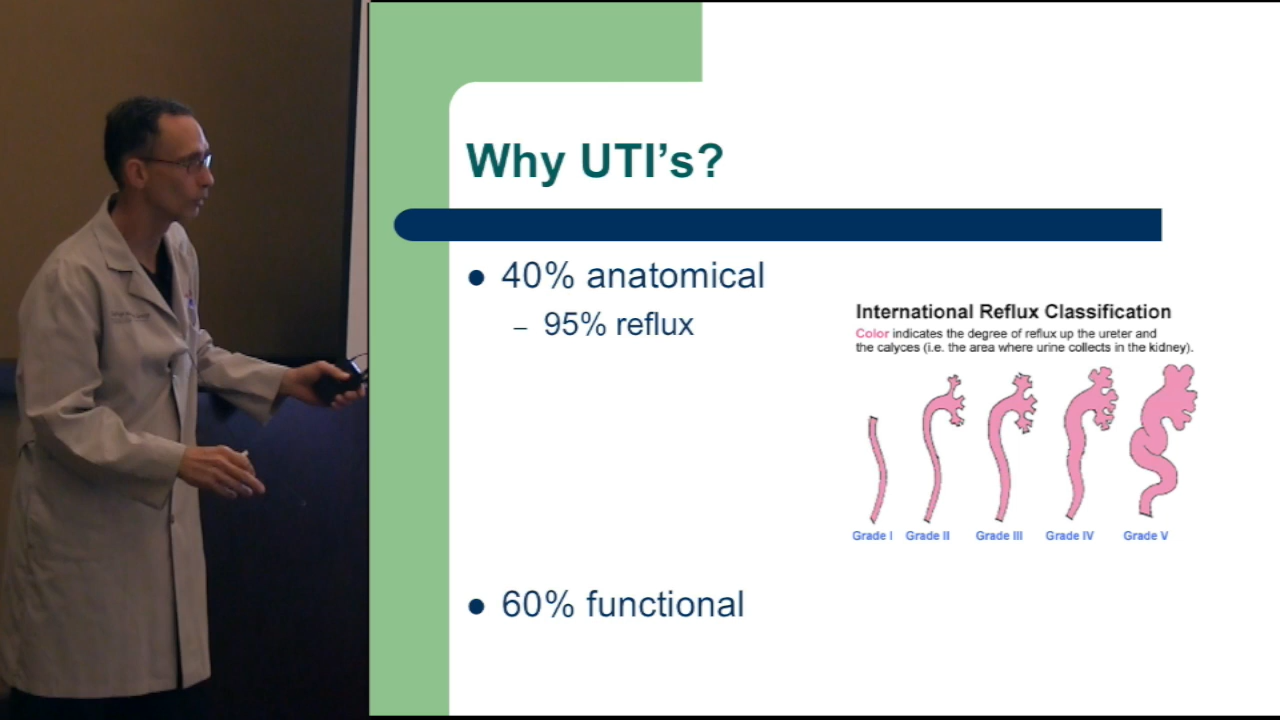 Why UTI's?
● 40% anatomical
– 95% reflux
International Reflux Classification
Color indicates the degree of reflux up the ureter and
the calyces (i.e. the area where urine collects in the kidney).
Grade I Grade II Grade III Grade IV Grade V
● 60% functional